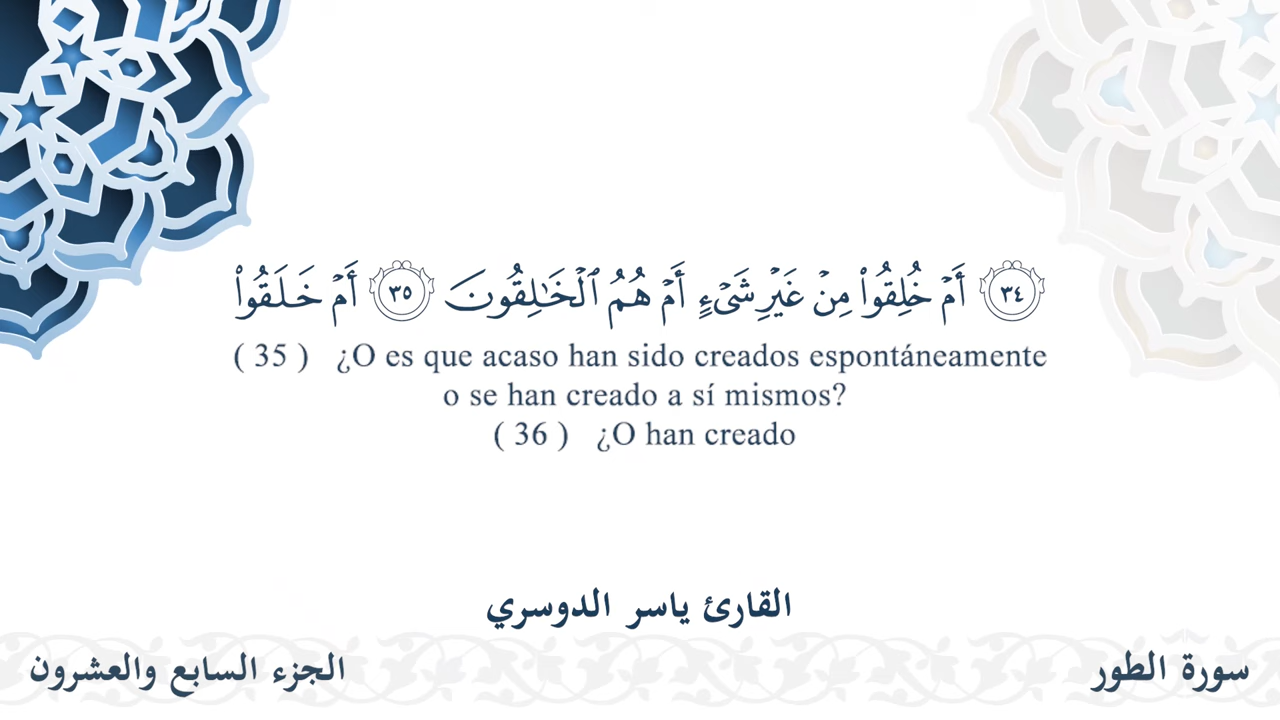 ٣٤ أَمْ خُلِقُوا۟ مِنْ غَيْرِ شَىْءٍ أَمْ هُمُ ٱلْخَـٰلِقُونَ ٣٥ أَمْ خَلَقُوا۟
( 35 ) ¿O es que acaso han sido creados espontáneamente
o se han creado a sí mismos?
( 36 ) ¿O han creado
القارئ ياسر الدوسري
سورة الطور
الجزء السابع والعشرون